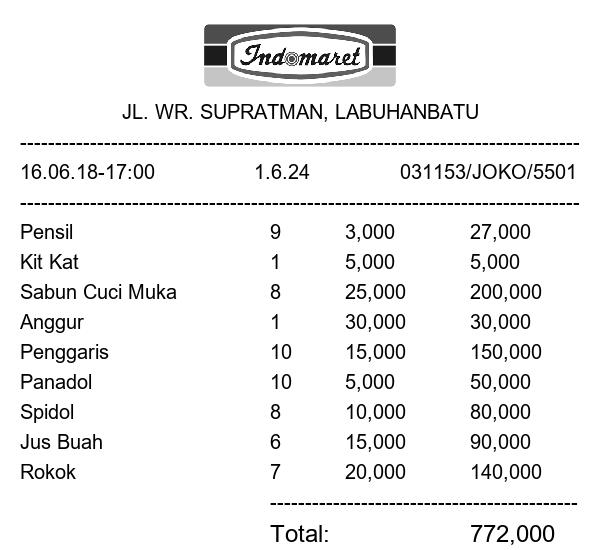 Indomaret
JL. WR. SUPRATMAN, LABUHANBATU
--------------------------------------------------------------------------------
16.06.18-17:00 1.6.24 031153/JOKO/5501
--------------------------------------------------------------------------------
Pensil 9 3,000 27,000
Kit Kat 1 5,000 5,000
Sabun Cuci Muka 8 25,000 200,000
Anggur 1 30,000 30,000
Penggaris 10 15,000 150,000
Panadol 10 5,000 50,000
Spidol 8 10,000 80,000
Jus Buah 6 15,000 90,000
Rokok 7 20,000 140,000
--------------------------------------------
Total: 772,000